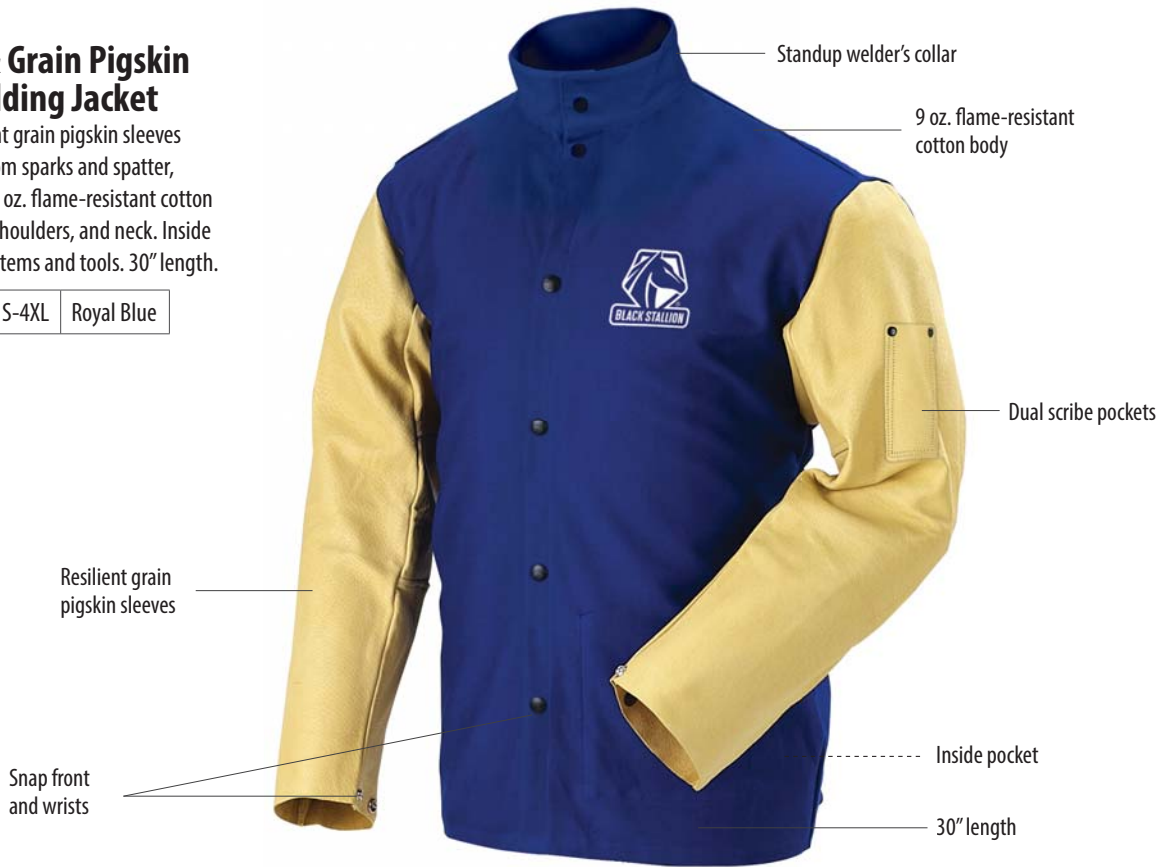 Grain Pigskin
lding Jacket
nt grain pigskin sleeves
om sparks and spatter,
oz. flame-resistant cotton
houlders, and neck. Inside
tems and tools. 30” length.
S-4XL Royal Blue
Standup welder’s collar
9 oz. flame-resistant
cotton body
BLACK STALLION
Dual scribe pockets
Resilient grain
pigskin sleeves
Snap front
and wrists
Inside pocket
30” length